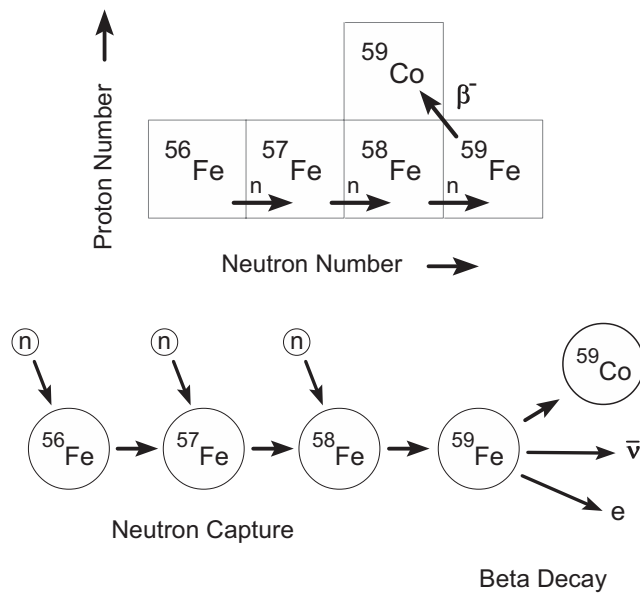 Proton Number
⁵⁹Co
β⁻
⁵⁶Fe ⁵⁷Fe ⁵⁸Fe ⁵⁹Fe
n n n
Neutron Number
n n n
⁵⁹Co
⁵⁶Fe ⁵⁷Fe ⁵⁸Fe ⁵⁹Fe ν̅
e
Neutron Capture
Beta Decay